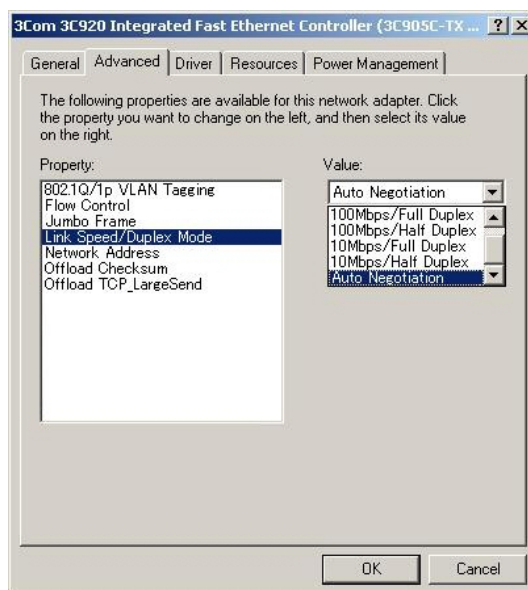 3Com 3C920 Integrated Fast Ethernet Controller (3C905C-TX ...
General Advanced Driver Resources Power Management
The following properties are available for this network adapter. Click
the property you want to change on the left, and then select its value
on the right.
Property:
802.1Q/1p VLAN Tagging
Flow Control
Jumbo Frame
Link Speed/Duplex Mode
Network Address
Offload Checksum
Offload TCP_LargeSend
Value:
Auto Negotiation
100Mbps/Full Duplex
100Mbps/Half Duplex
10Mbps/Full Duplex
10Mbps/Half Duplex
Auto Negotiation
OK Cancel